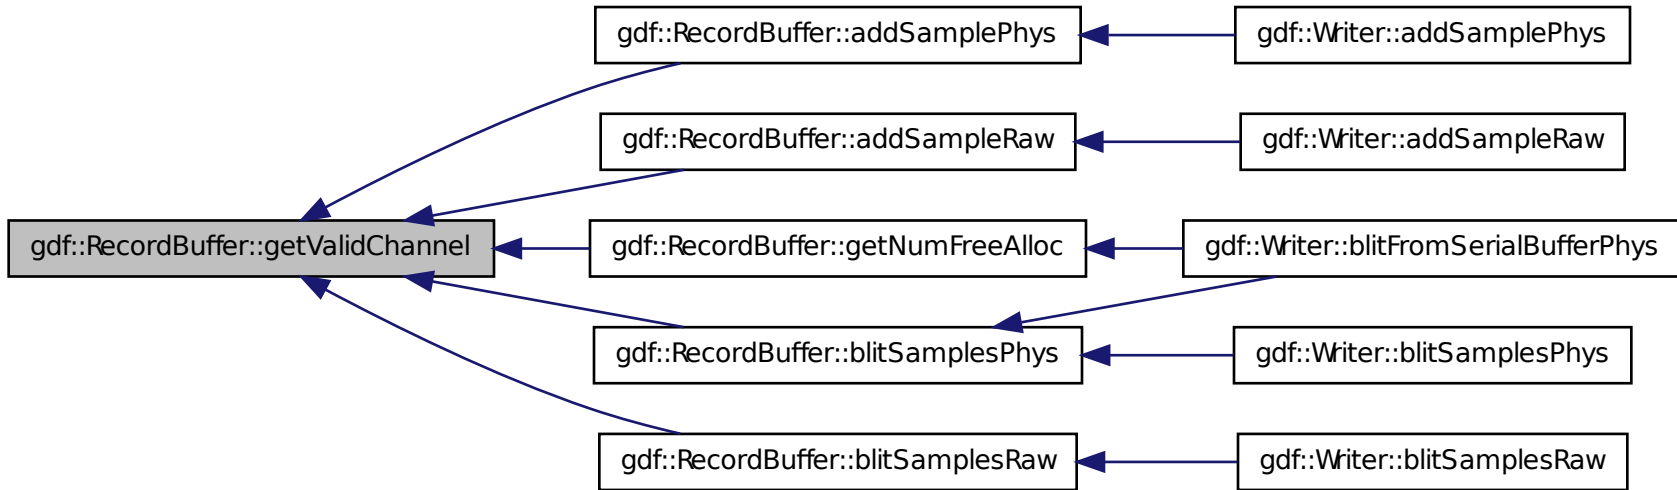 gdf::RecordBuffer::addSamplePhys
gdf::Writer::addSamplePhys
gdf::RecordBuffer::addSampleRaw
gdf::Writer::addSampleRaw
gdf::RecordBuffer::getValidChannel
gdf::RecordBuffer::getNumFreeAlloc
gdf::Writer::blitFromSerialBufferPhys
gdf::RecordBuffer::blitSamplesPhys
gdf::Writer::blitSamplesPhys
gdf::RecordBuffer::blitSamplesRaw
gdf::Writer::blitSamplesRaw